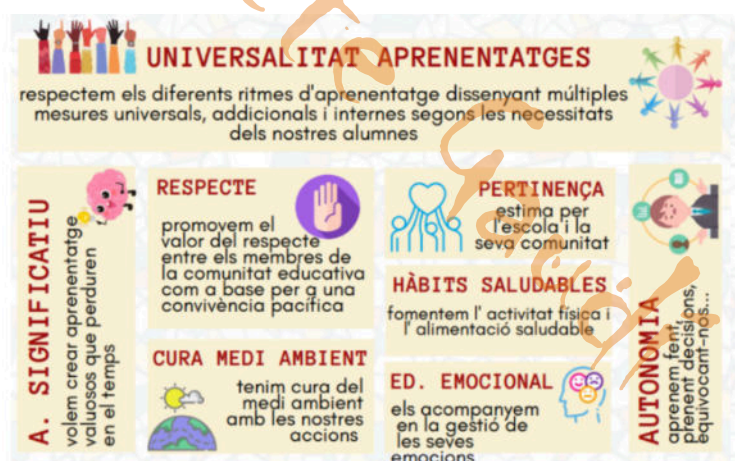 UNIVERSALITAT APRENENTATGES
respectem els diferents ritmes d'aprenentatge dissenyant múltiples
mesures universals, addicionals i internes segons les necessitats
dels nostres alumnes
A. SIGNIFICATIU
volem crear aprenentatge
valuosos que perduren
en el temps
RESPECTE
promovem el
valor del respecte
entre els membres de
la comunitat educativa
com a base per a una
convivència pacífica
CURA MEDI AMBIENT
tenim cura del
medi ambient
amb les nostres
accions
PERTINENÇA
estima per
l'escola i la
seva comunitat
HÀBITS SALUDABLES
fomentem l' activitat física i
l' alimentació saludable
ED. EMOCIONAL
els acompanyem
en la gestió de
les seves
emocions
AUTONOMIA
aprenem fent,
prenent decisions,
equivocant-nos...